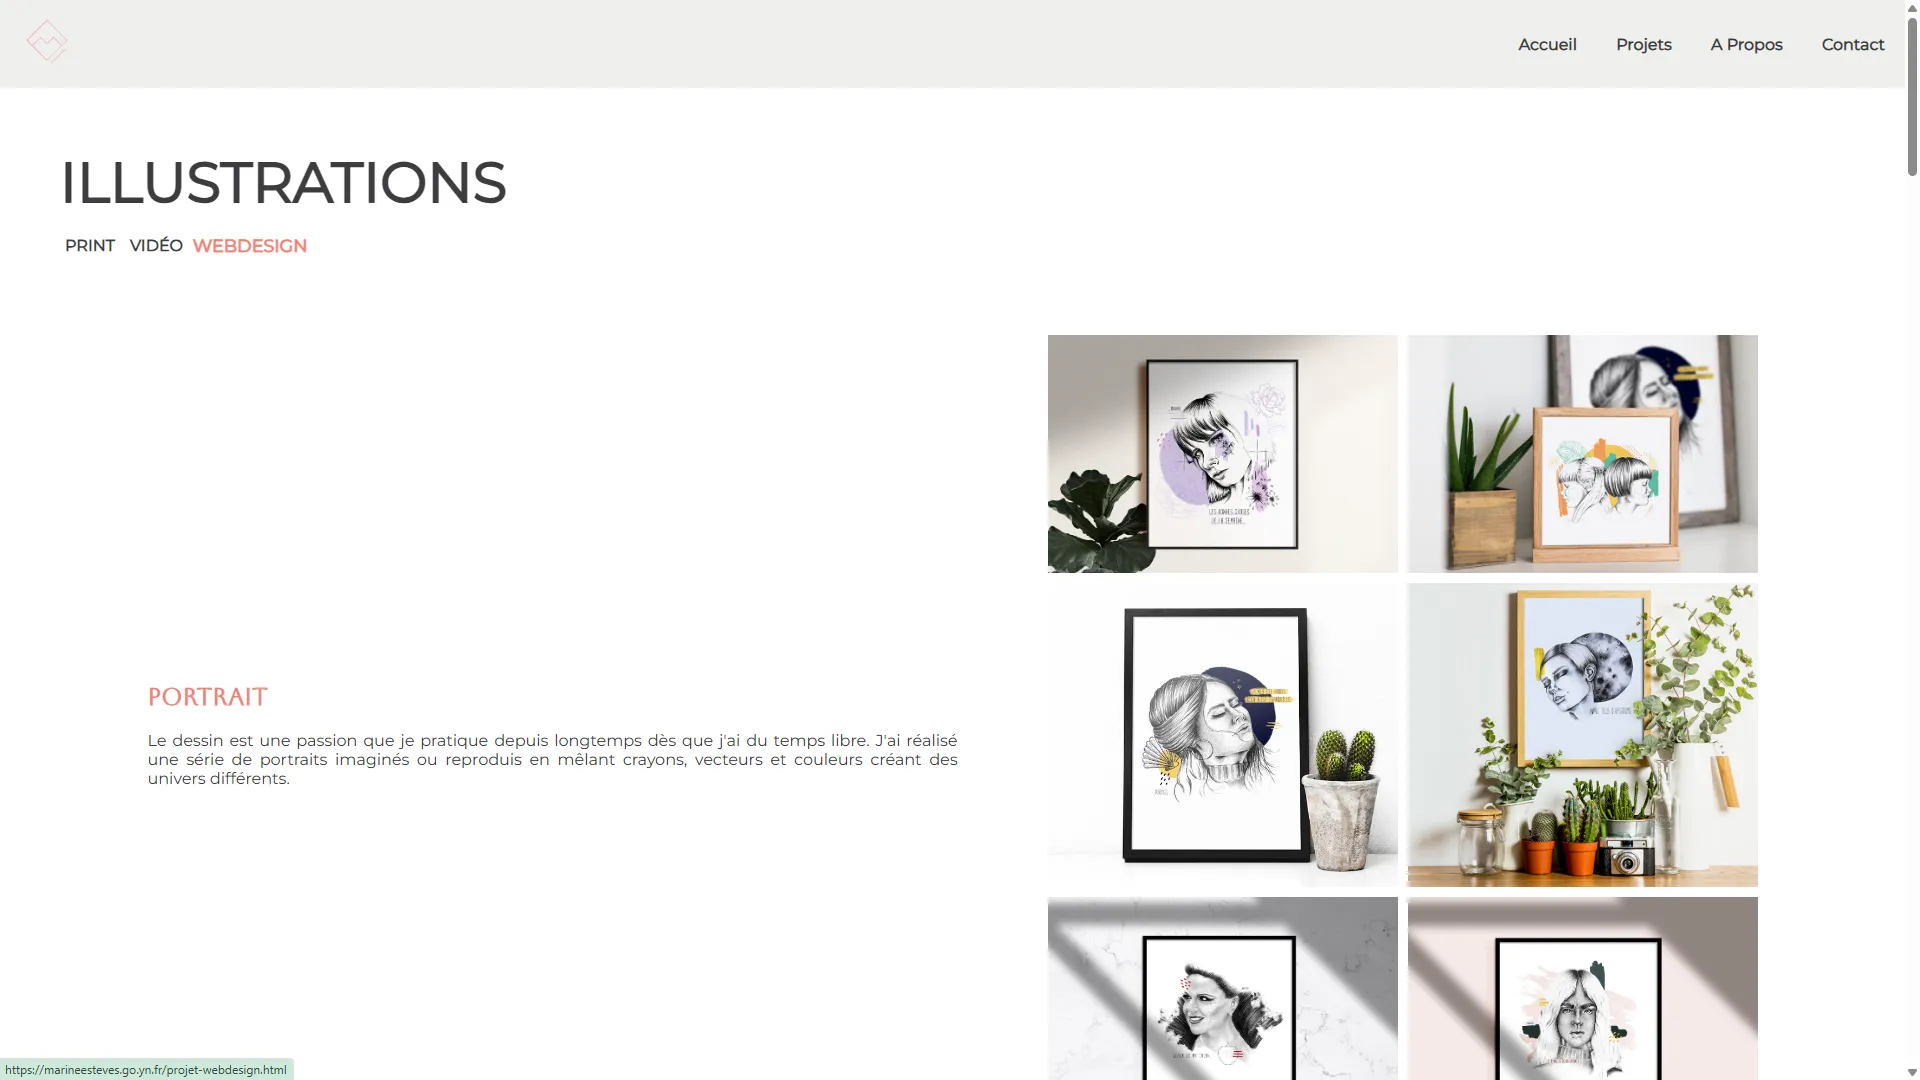 Accueil Projets A Propos Contact
ILLUSTRATIONS
PRINT VIDÉO WEBDESIGN
PORTRAIT
Le dessin est une passion que je pratique depuis longtemps dès que j'ai du temps libre. J'ai réalisé
une série de portraits imaginés ou reproduis en mêlant crayons, vecteurs et couleurs créant des
univers différents.
https://marineesteves.go.yn.fr/projet-webdesign.html